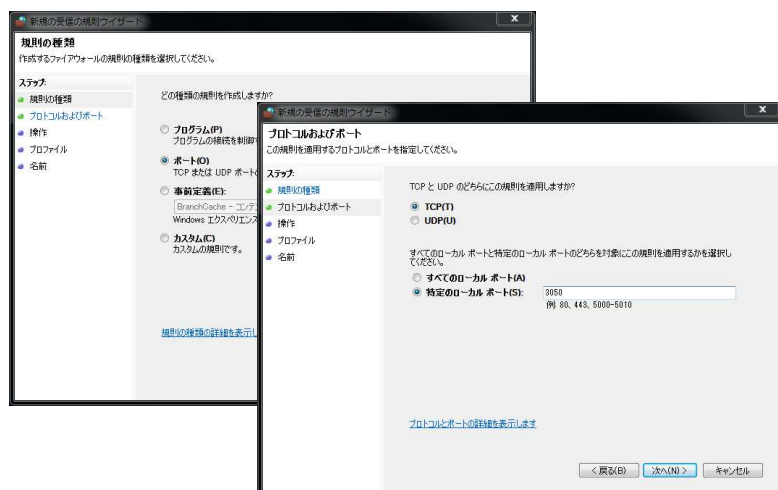 新規の受信の規則ウィザード
規則の種類
作成するファイアウォールの規則の種類を選択してください。
ステップ:
規則の種類
プロトコルおよびポート
操作
プロファイル
名前
どの種類の規則を作成しますか?
プログラム(P)
プログラムの接続を制御
ポート(O)
TCP または UDP ポート
事前定義(E):
BranchCache - コンテン
Windows エクスペリエンス
カスタム(C)
カスタムの規則です。
規則の種類の詳細を表示し
新規の受信の規則ウィザード
プロトコルおよびポート
この規則を適用するプロトコルとポートを指定してください。
ステップ:
規則の種類
プロトコルおよびポート
操作
プロファイル
名前
TCP と UDP のどちらにこの規則を適用しますか?
TCP(T)
UDP(U)
すべてのローカル ポートと特定のローカル ポートのどちらを対象にこの規則を適用するかを選択し
てください。
すべてのローカル ポート(A)
特定のローカル ポート(S):
3050
例: 80、443、5000-5010
プロトコルとポートの詳細を表示します
< 戻る(B)
次へ(N) >
キャンセル